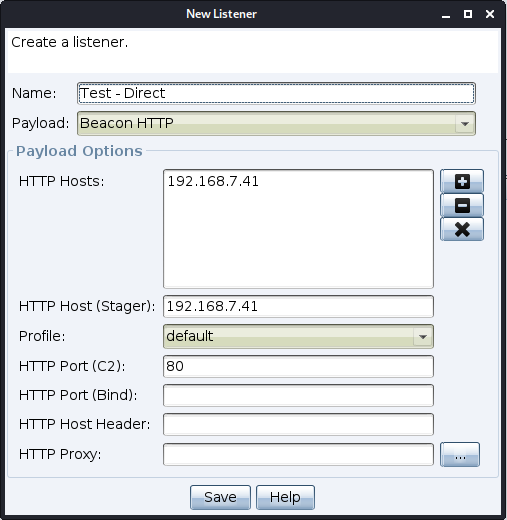 New Listener
Create a listener.
Name: Test - Direct
Payload: Beacon HTTP
Payload Options
HTTP Hosts: 192.168.7.41
HTTP Host (Stager): 192.168.7.41
Profile: default
HTTP Port (C2): 80
HTTP Port (Bind):
HTTP Host Header:
HTTP Proxy: ...
Save Help